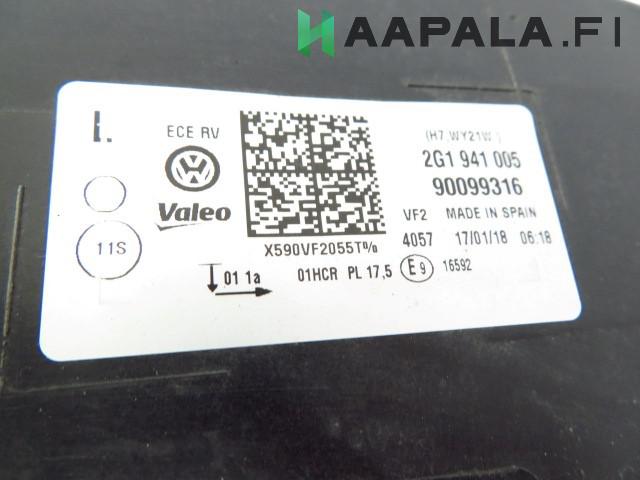 HAAPALA.FI
L.
ECE RV
(H7,WY21W )
2G1 941 005
90099316
Valeo
VF2 MADE IN SPAIN
11S
X590VF2055T%
4057 17/01/18 06:18
01 1a
01HCR PL 17,5
E9 16592